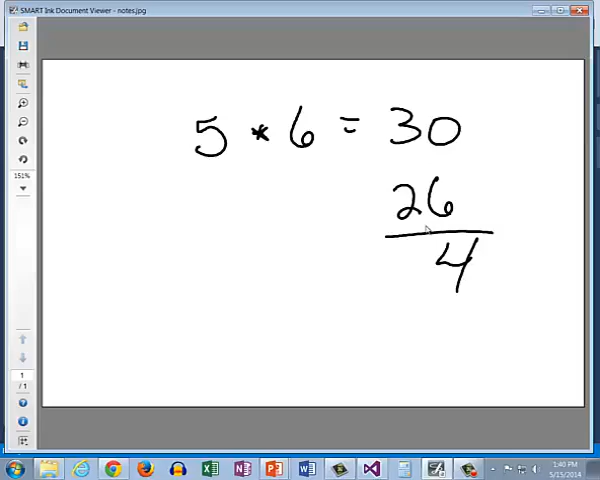 SMART Ink Document Viewer - notes.jpg
151%
5 * 6 = 30
26
4
1
/ 1
1:40 PM
5/15/2014